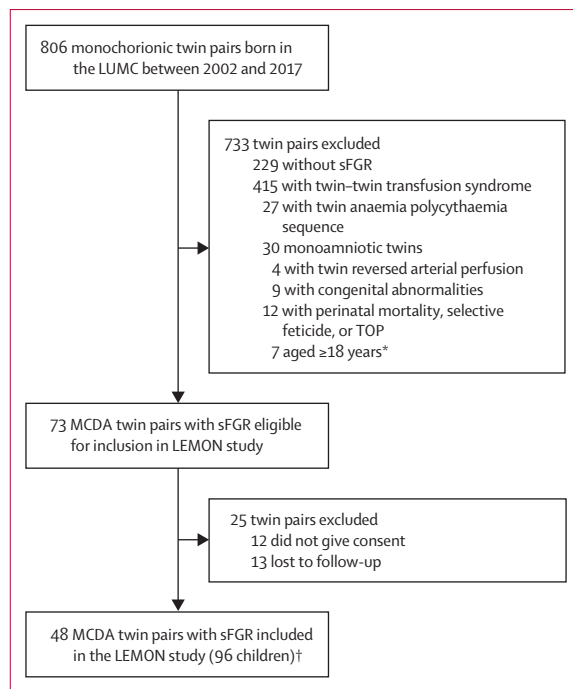 806 monochorionic twin pairs born in
the LUMC between 2002 and 2017
733 twin pairs excluded
229 without sFGR
415 with twin–twin transfusion syndrome
27 with twin anaemia polycythaemia
sequence
30 monoamniotic twins
4 with twin reversed arterial perfusion
9 with congenital abnormalities
12 with perinatal mortality, selective
feticide, or TOP
7 aged ≥18 years*
73 MCDA twin pairs with sFGR eligible
for inclusion in LEMON study
25 twin pairs excluded
12 did not give consent
13 lost to follow-up
48 MCDA twin pairs with sFGR included
in the LEMON study (96 children)†